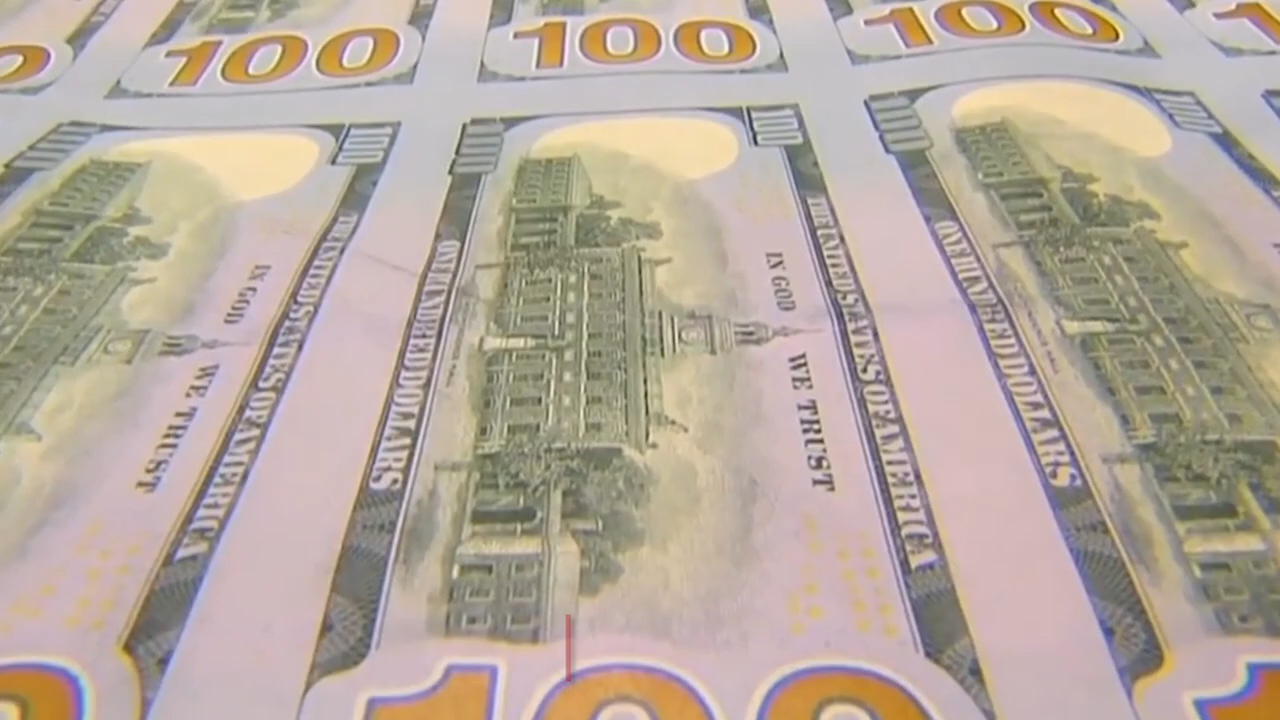 100
100
100
IN GOD
WE TRUST
THE UNITED STATES OF AMERICA
ONE HUNDRED DOLLARS
IN GOD
WE TRUST
THE UNITED STATES OF AMERICA
ONE HUNDRED DOLLARS
100